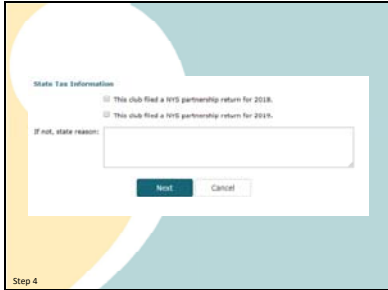 State Tax Information
This club filed a NYS partnership return for 2018.
This club filed a NYS partnership return for 2019.
If not, state reason:
Next Cancel
Step 4